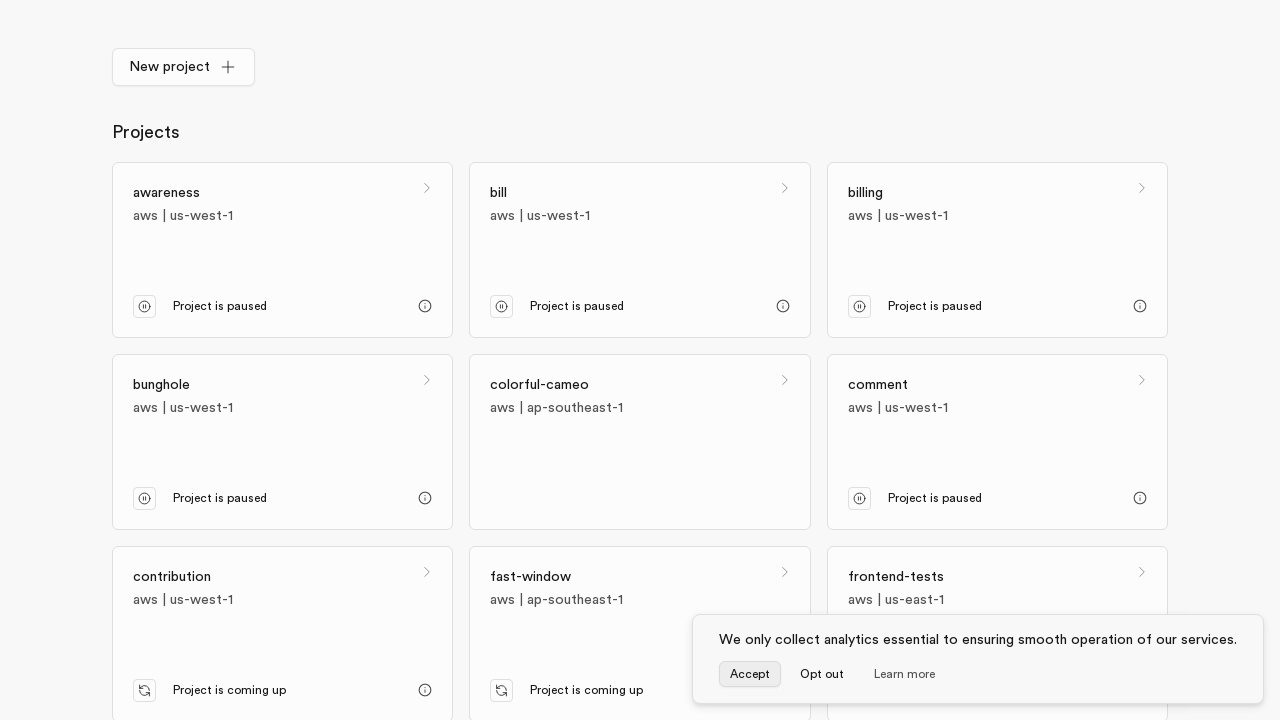 New project
Projects
awareness
aws | us-west-1
Project is paused
bill
aws | us-west-1
Project is paused
billing
aws | us-west-1
Project is paused
bunghole
aws | us-west-1
Project is paused
colorful-cameo
aws | ap-southeast-1
comment
aws | us-west-1
Project is paused
contribution
aws | us-west-1
Project is coming up
fast-window
aws | ap-southeast-1
Project is coming up
frontend-tests
aws | us-east-1
We only collect analytics essential to ensuring smooth operation of our services.
Accept
Opt out
Learn more